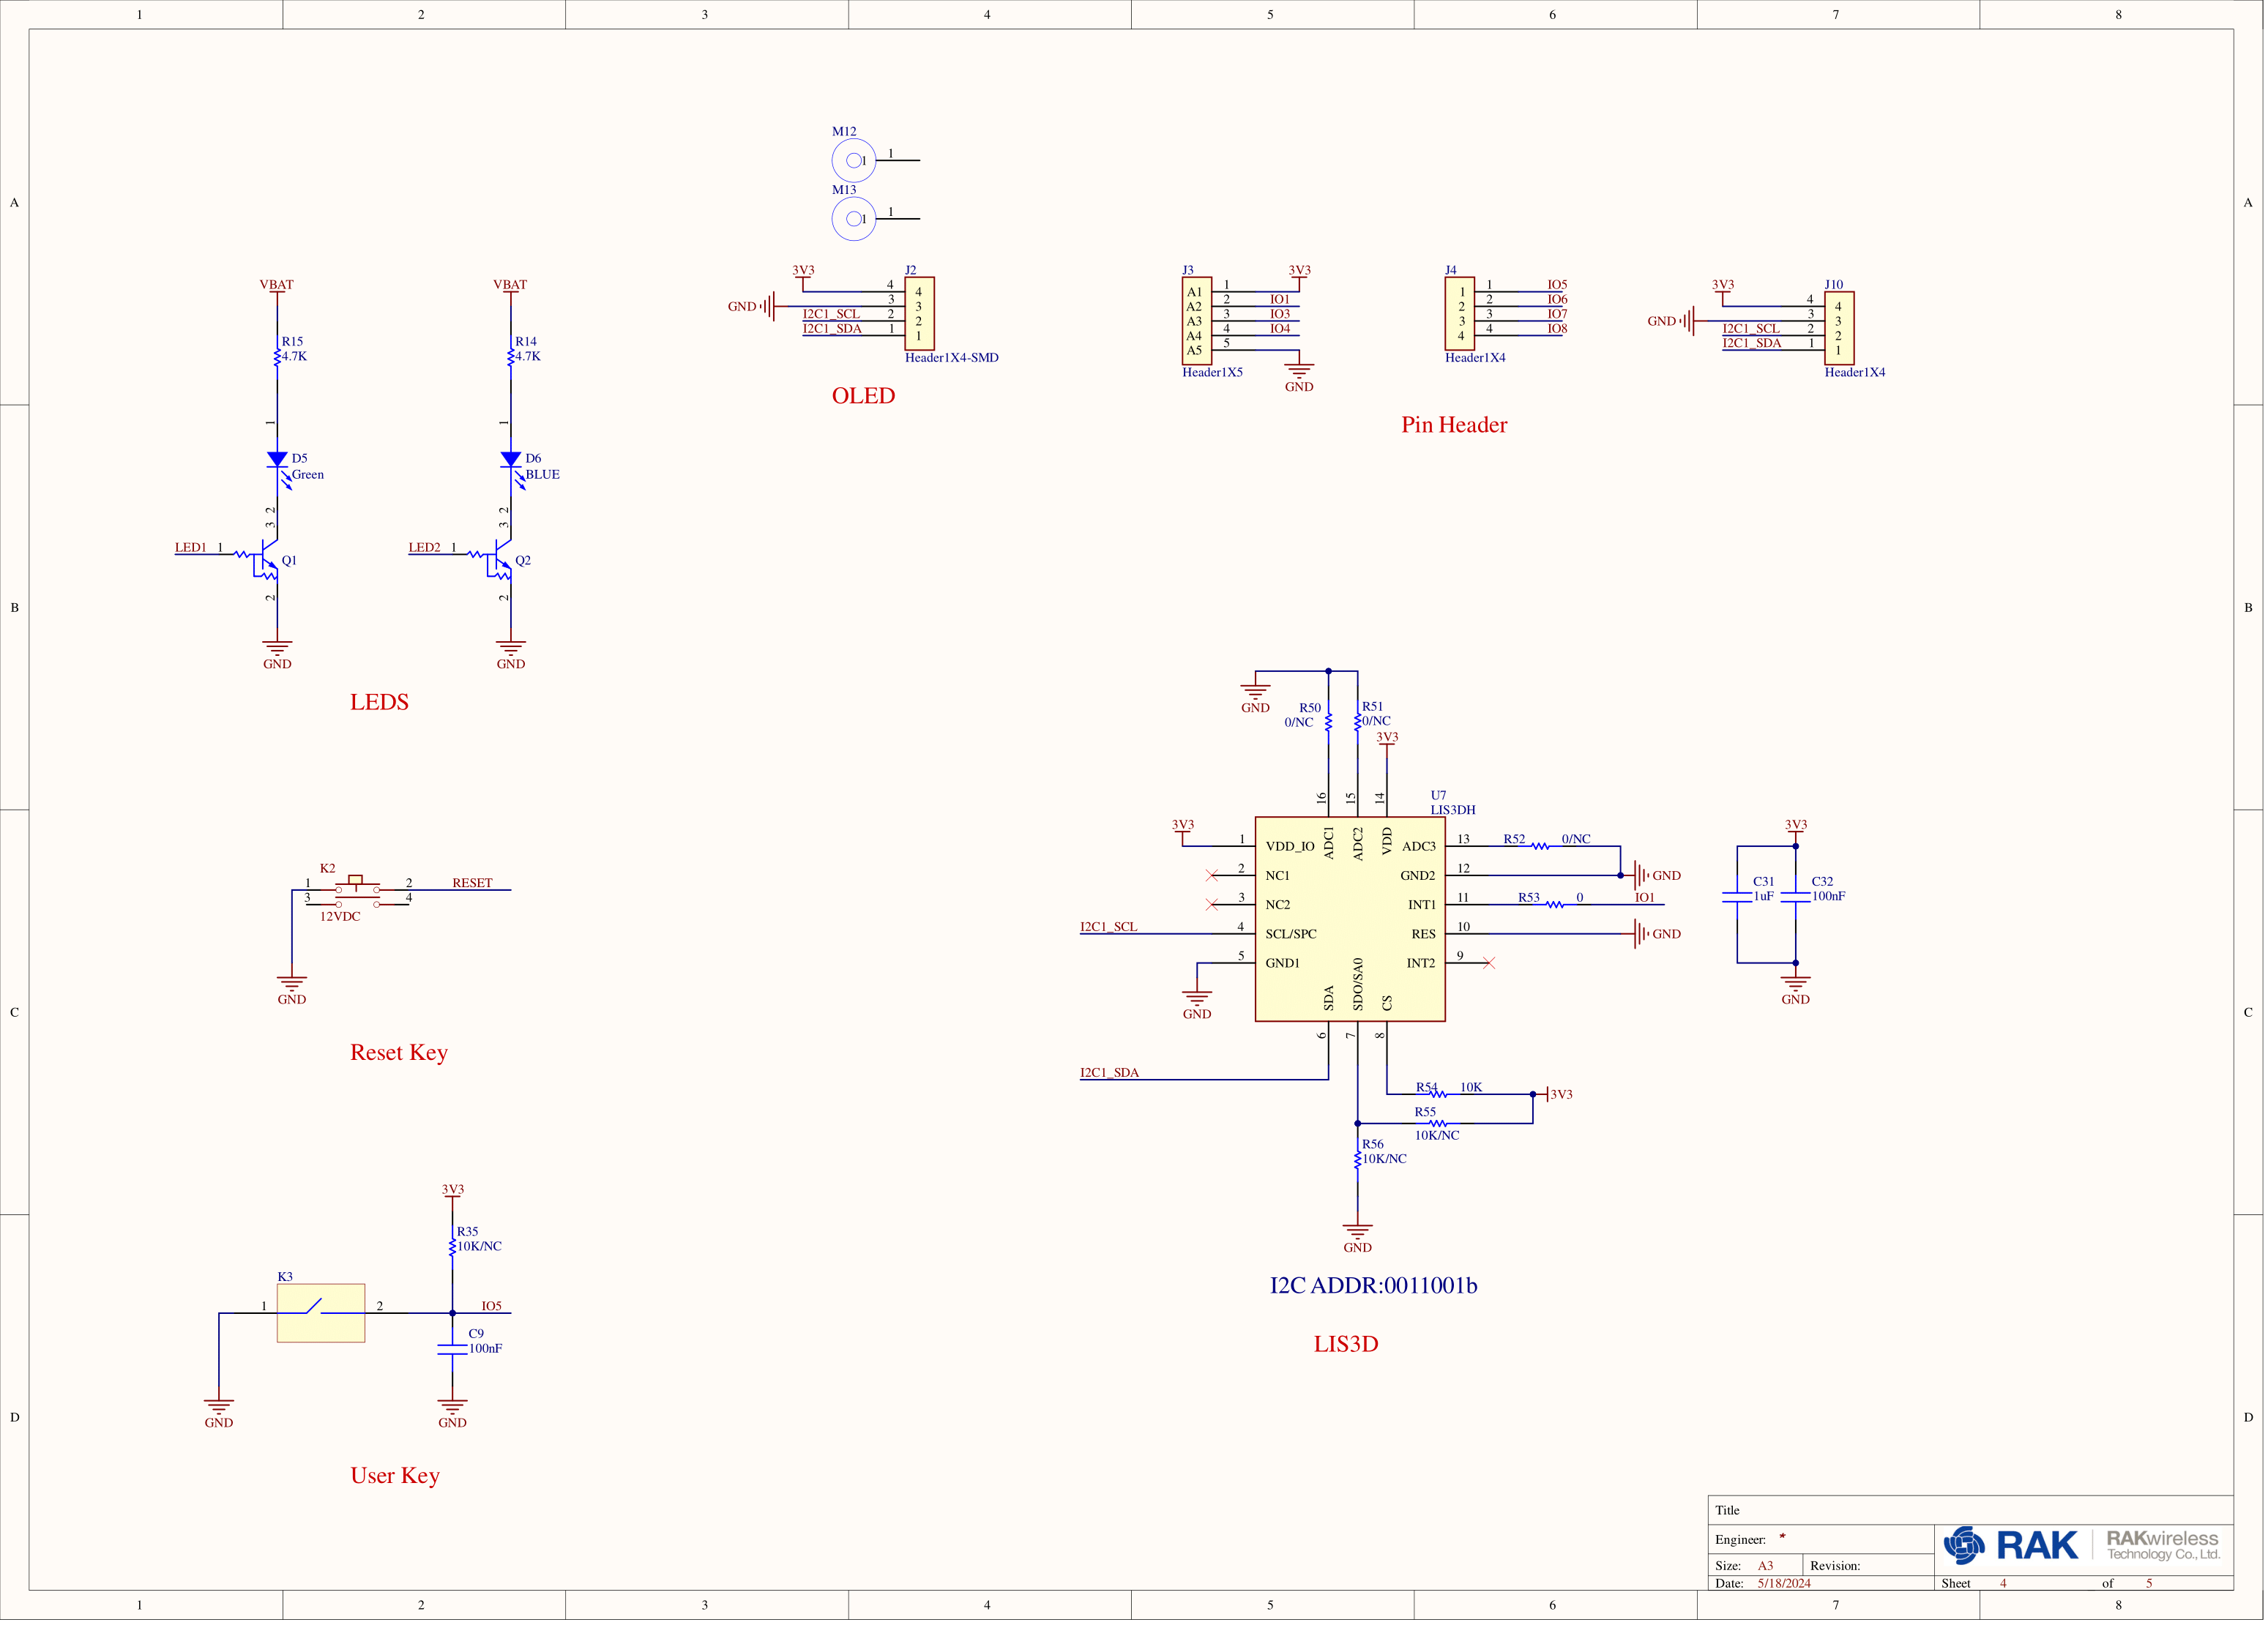 1 2 3 4 5 6 7 8
A
B
C
D
A
B
C
D
VBAT
R15
4.7K
1
D5
Green
2
3
LED1 1
Q1
2
GND
VBAT
R14
4.7K
1
D6
BLUE
2
3
LED2 1
Q2
2
GND
LEDS
M12
1 1
M13
1 1
3V3
J2
4 4
GND 3 3
I2C1_SCL 2 2
I2C1_SDA 1 1
Header1X4-SMD
OLED
J3
3V3
A1 1
A2 2 IO1
A3 3 IO3
A4 4 IO4
A5 5
Header1X5
GND
J4
1 1 IO5
2 2 IO6
3 3 IO7
4 4 IO8
Header1X4
Pin Header
3V3
J10
4 4
GND 3 3
I2C1_SCL 2 2
I2C1_SDA 1 1
Header1X4
K2
1 2 RESET
3 4
12VDC
GND
Reset Key
3V3
R35
10K/NC
K3
1 2 IO5
C9
100nF
GND
GND
User Key
GND
R50
0/NC
R51
0/NC
3V3
16 15 14
U7
LIS3DH
ADC1 ADC2 VDD
3V3
1 VDD_IO
2 NC1
3 NC2
I2C1_SCL 4 SCL/SPC
5 GND1
GND
ADC3 13 R52 0/NC
GND2 12 GND
INT1 11 R53 0 IO1
RES 10 GND
INT2 9
SDA SDO/SA0 CS
6 7 8
I2C1_SDA
R54 10K 3V3
R55
10K/NC
R56
10K/NC
GND
3V3
C31
1uF
C32
100nF
GND
I2C ADDR:0011001b
LIS3D
Title
Engineer: *
Size: A3 Revision:
Date: 5/18/2024 Sheet 4 of 5
RAK
RAKwireless
Technology Co., Ltd.
1 2 3 4 5 6 7 8